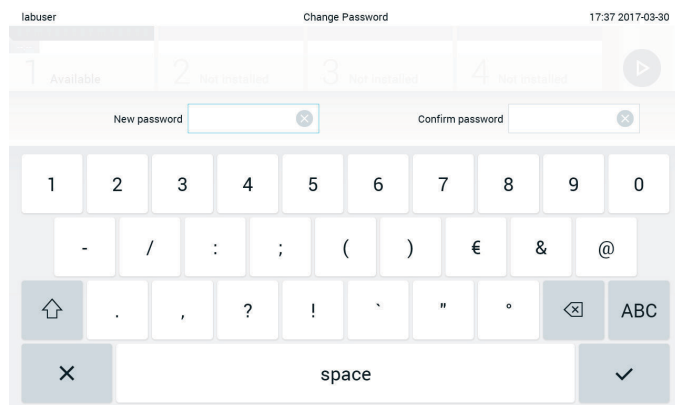 labuser Change Password 17:37 2017-03-30
1 Available 2 Not installed 3 Not installed 4 Not installed
New password Confirm password
1 2 3 4 5 6 7 8 9 0
- / : ; ( ) € & @
. , ? ! ` " ° ABC
space